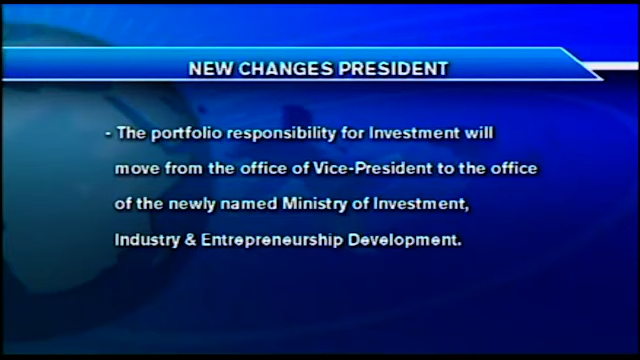 NEW CHANGES PRESIDENT
- The portfolio responsibility for Investment will
move from the office of Vice-President to the office
of the newly named Ministry of Investment,
Industry & Entrepreneurship Development.